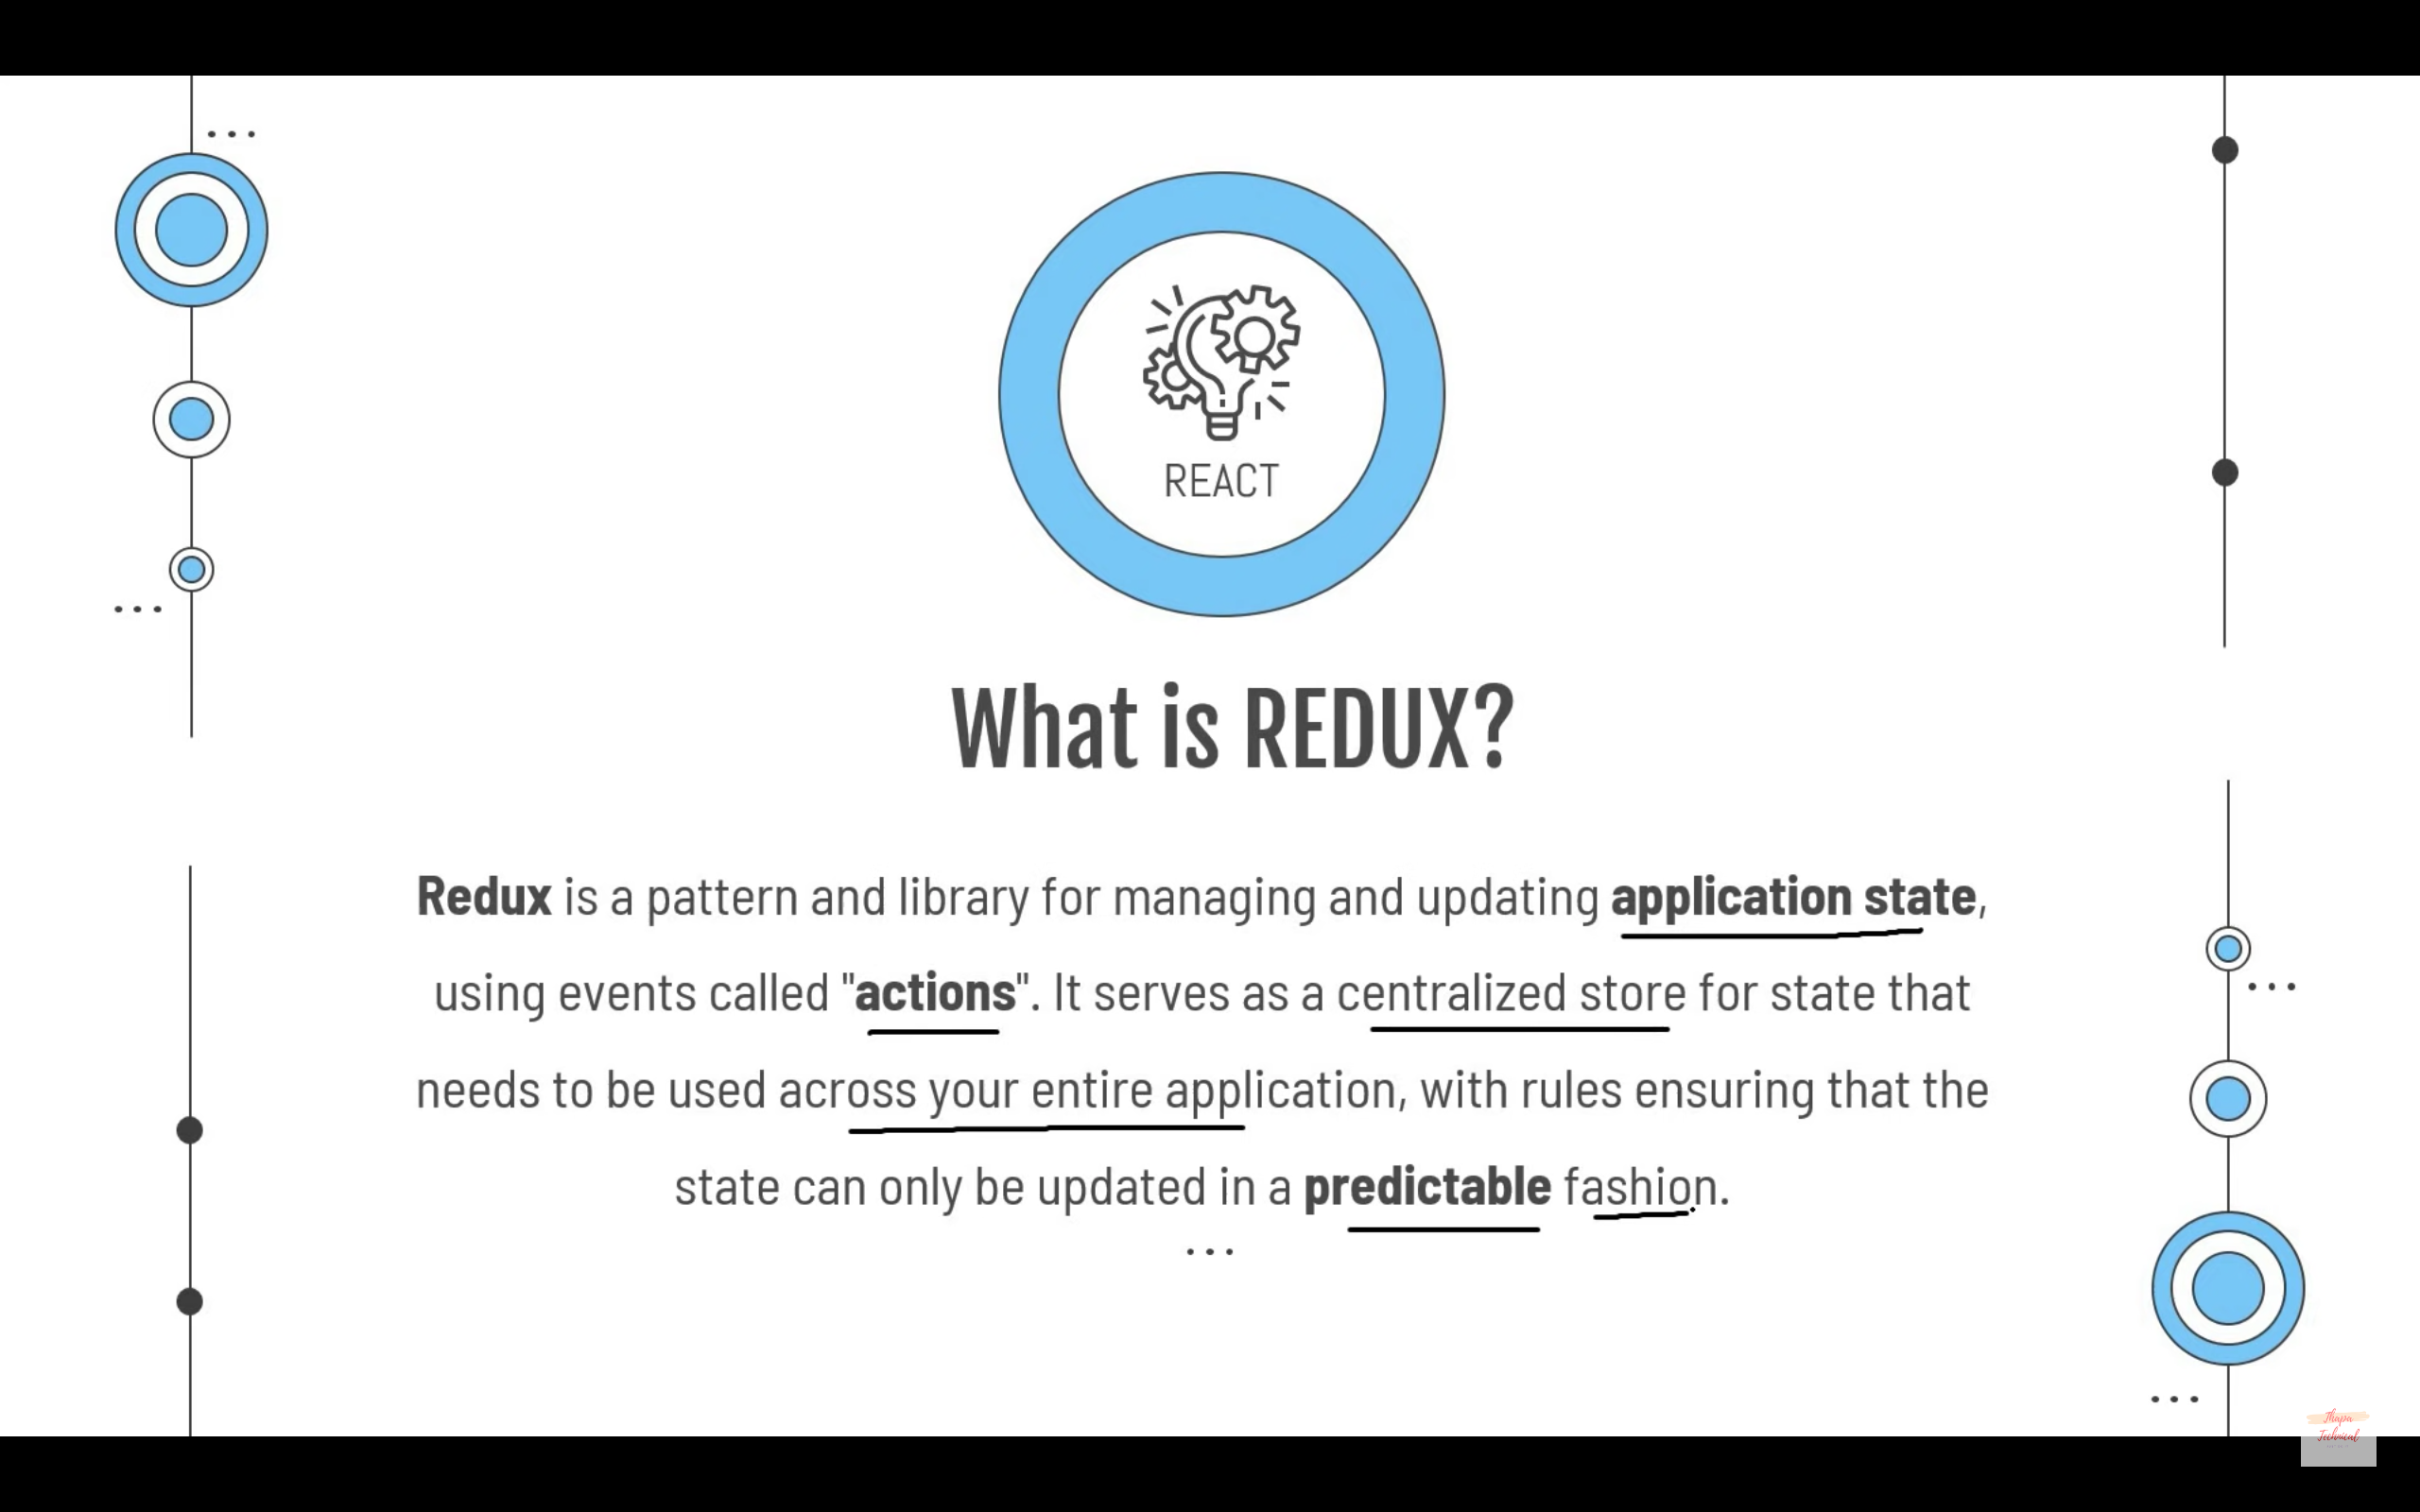 REACT
What is REDUX?
Redux is a pattern and library for managing and updating application state,
using events called "actions". It serves as a centralized store for state that
needs to be used across your entire application, with rules ensuring that the
state can only be updated in a predictable fashion.
Thapa
Technical